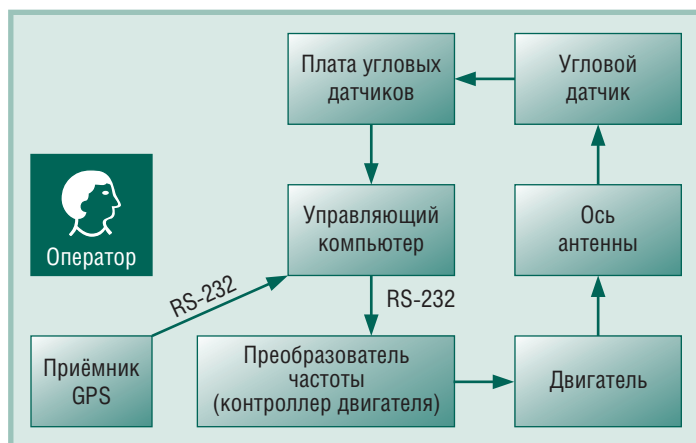 Плата угловых
датчиков
Угловой
датчик
Оператор
Управляющий
компьютер
Ось
антенны
RS-232
RS-232
Приёмник
GPS
Преобразователь
частоты
(контроллер двигателя)
Двигатель